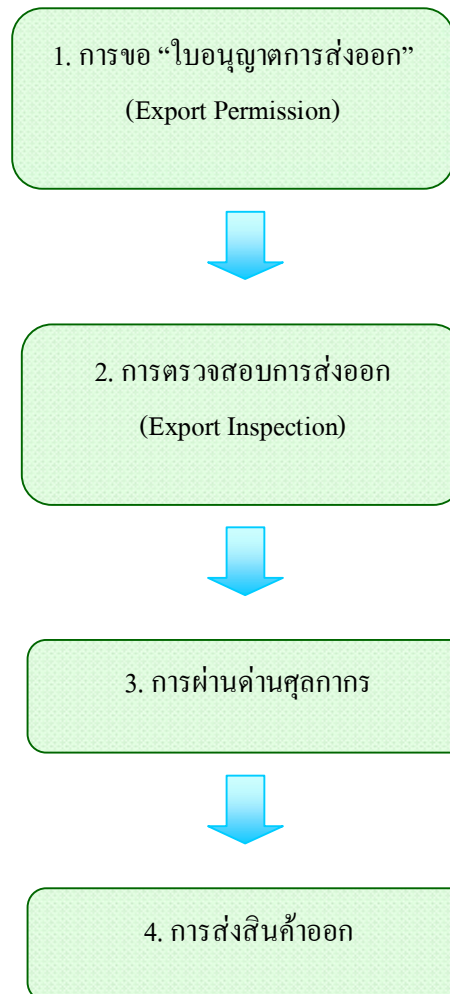 1. การขอ “ใบอนุญาตการส่งออก”
(Export Permission)
2. การตรวจสอบการส่งออก
(Export Inspection)
3. การผ่านด่านศุลกากร
4. การส่งสินค้าออก